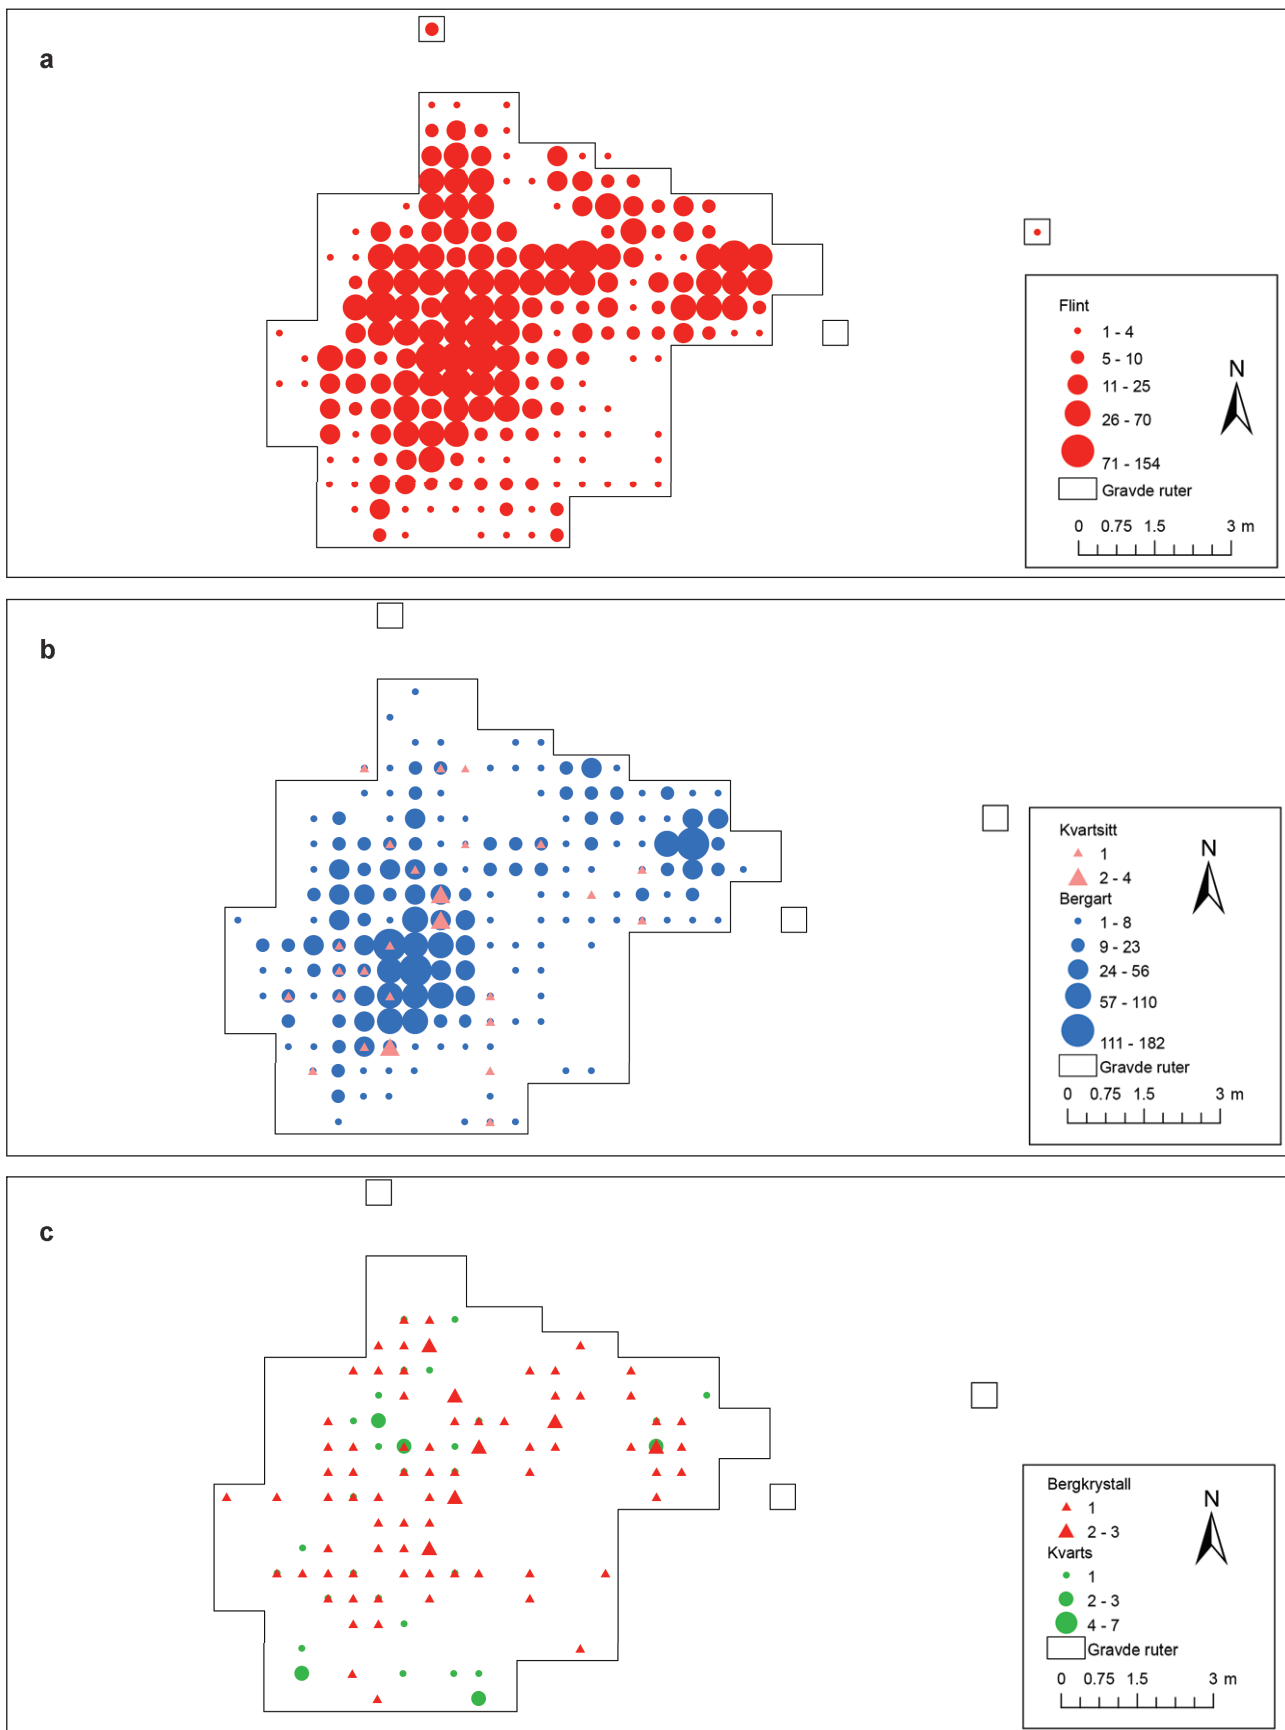 a
Flint
1 - 4
5 - 10
11 - 25
26 - 70
71 - 154
Gravde ruter
0 0.75 1.5 3 m
N
b
Kvartsitt
1
2 - 4
Bergart
1 - 8
9 - 23
24 - 56
57 - 110
111 - 182
Gravde ruter
0 0.75 1.5 3 m
N
c
Bergkrystall
1
2 - 3
Kvarts
1
2 - 3
4 - 7
Gravde ruter
0 0.75 1.5 3 m
N